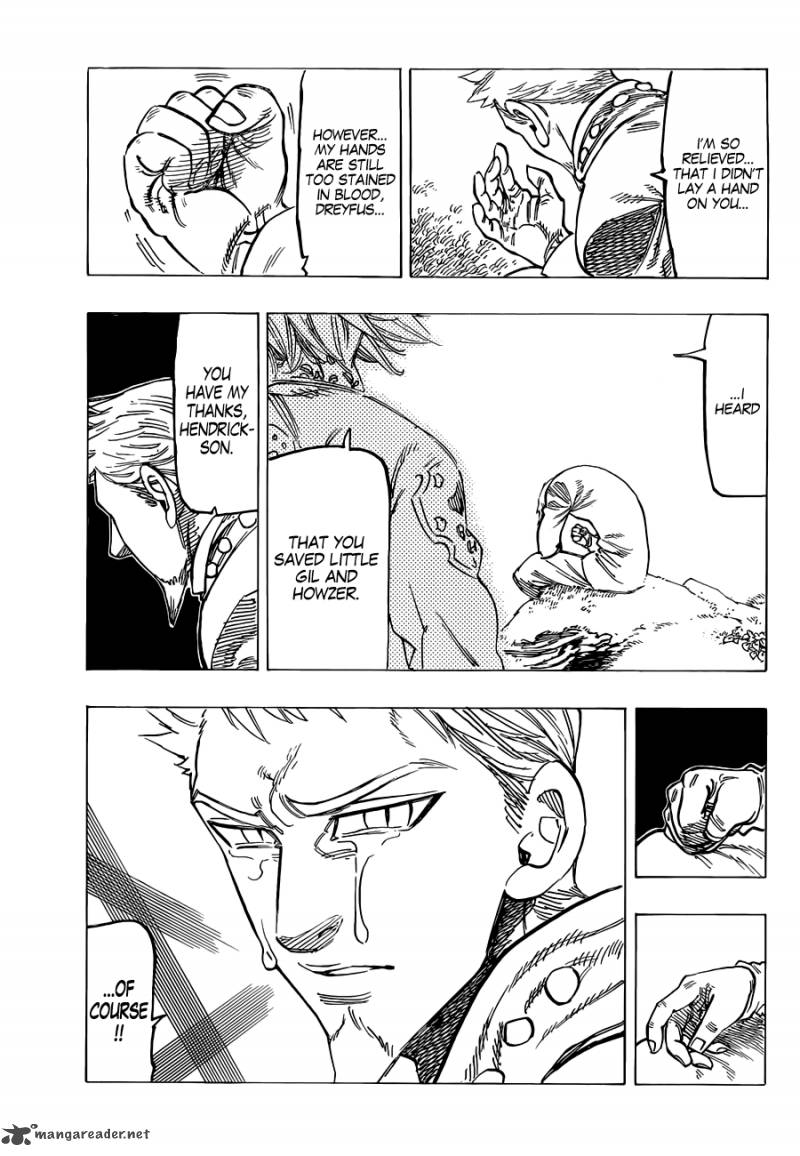 I'M SO
RELIEVED...
THAT I DIDN'T
LAY A HAND
ON YOU...
HOWEVER...
MY HANDS
ARE STILL
TOO STAINED
IN BLOOD,
DREYFUS...
...I
HEARD
THAT YOU
SAVED LITTLE
GIL AND
HOWZER.
YOU
HAVE MY
THANKS,
HENDRICK-
SON.
...OF
COURSE
!!
mangareader.net